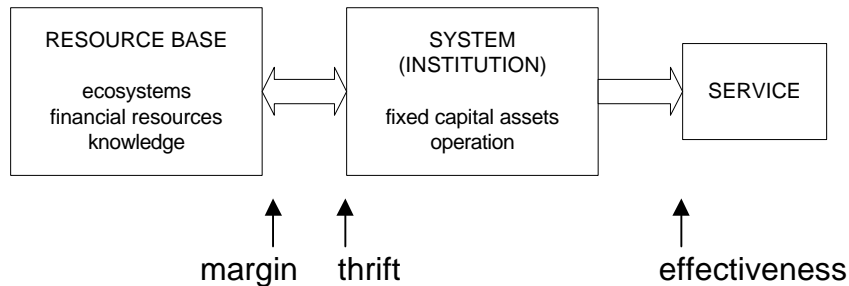 RESOURCE BASE
ecosystems
financial resources
knowledge
SYSTEM
(INSTITUTION)
fixed capital assets
operation
SERVICE
margin
thrift
effectiveness